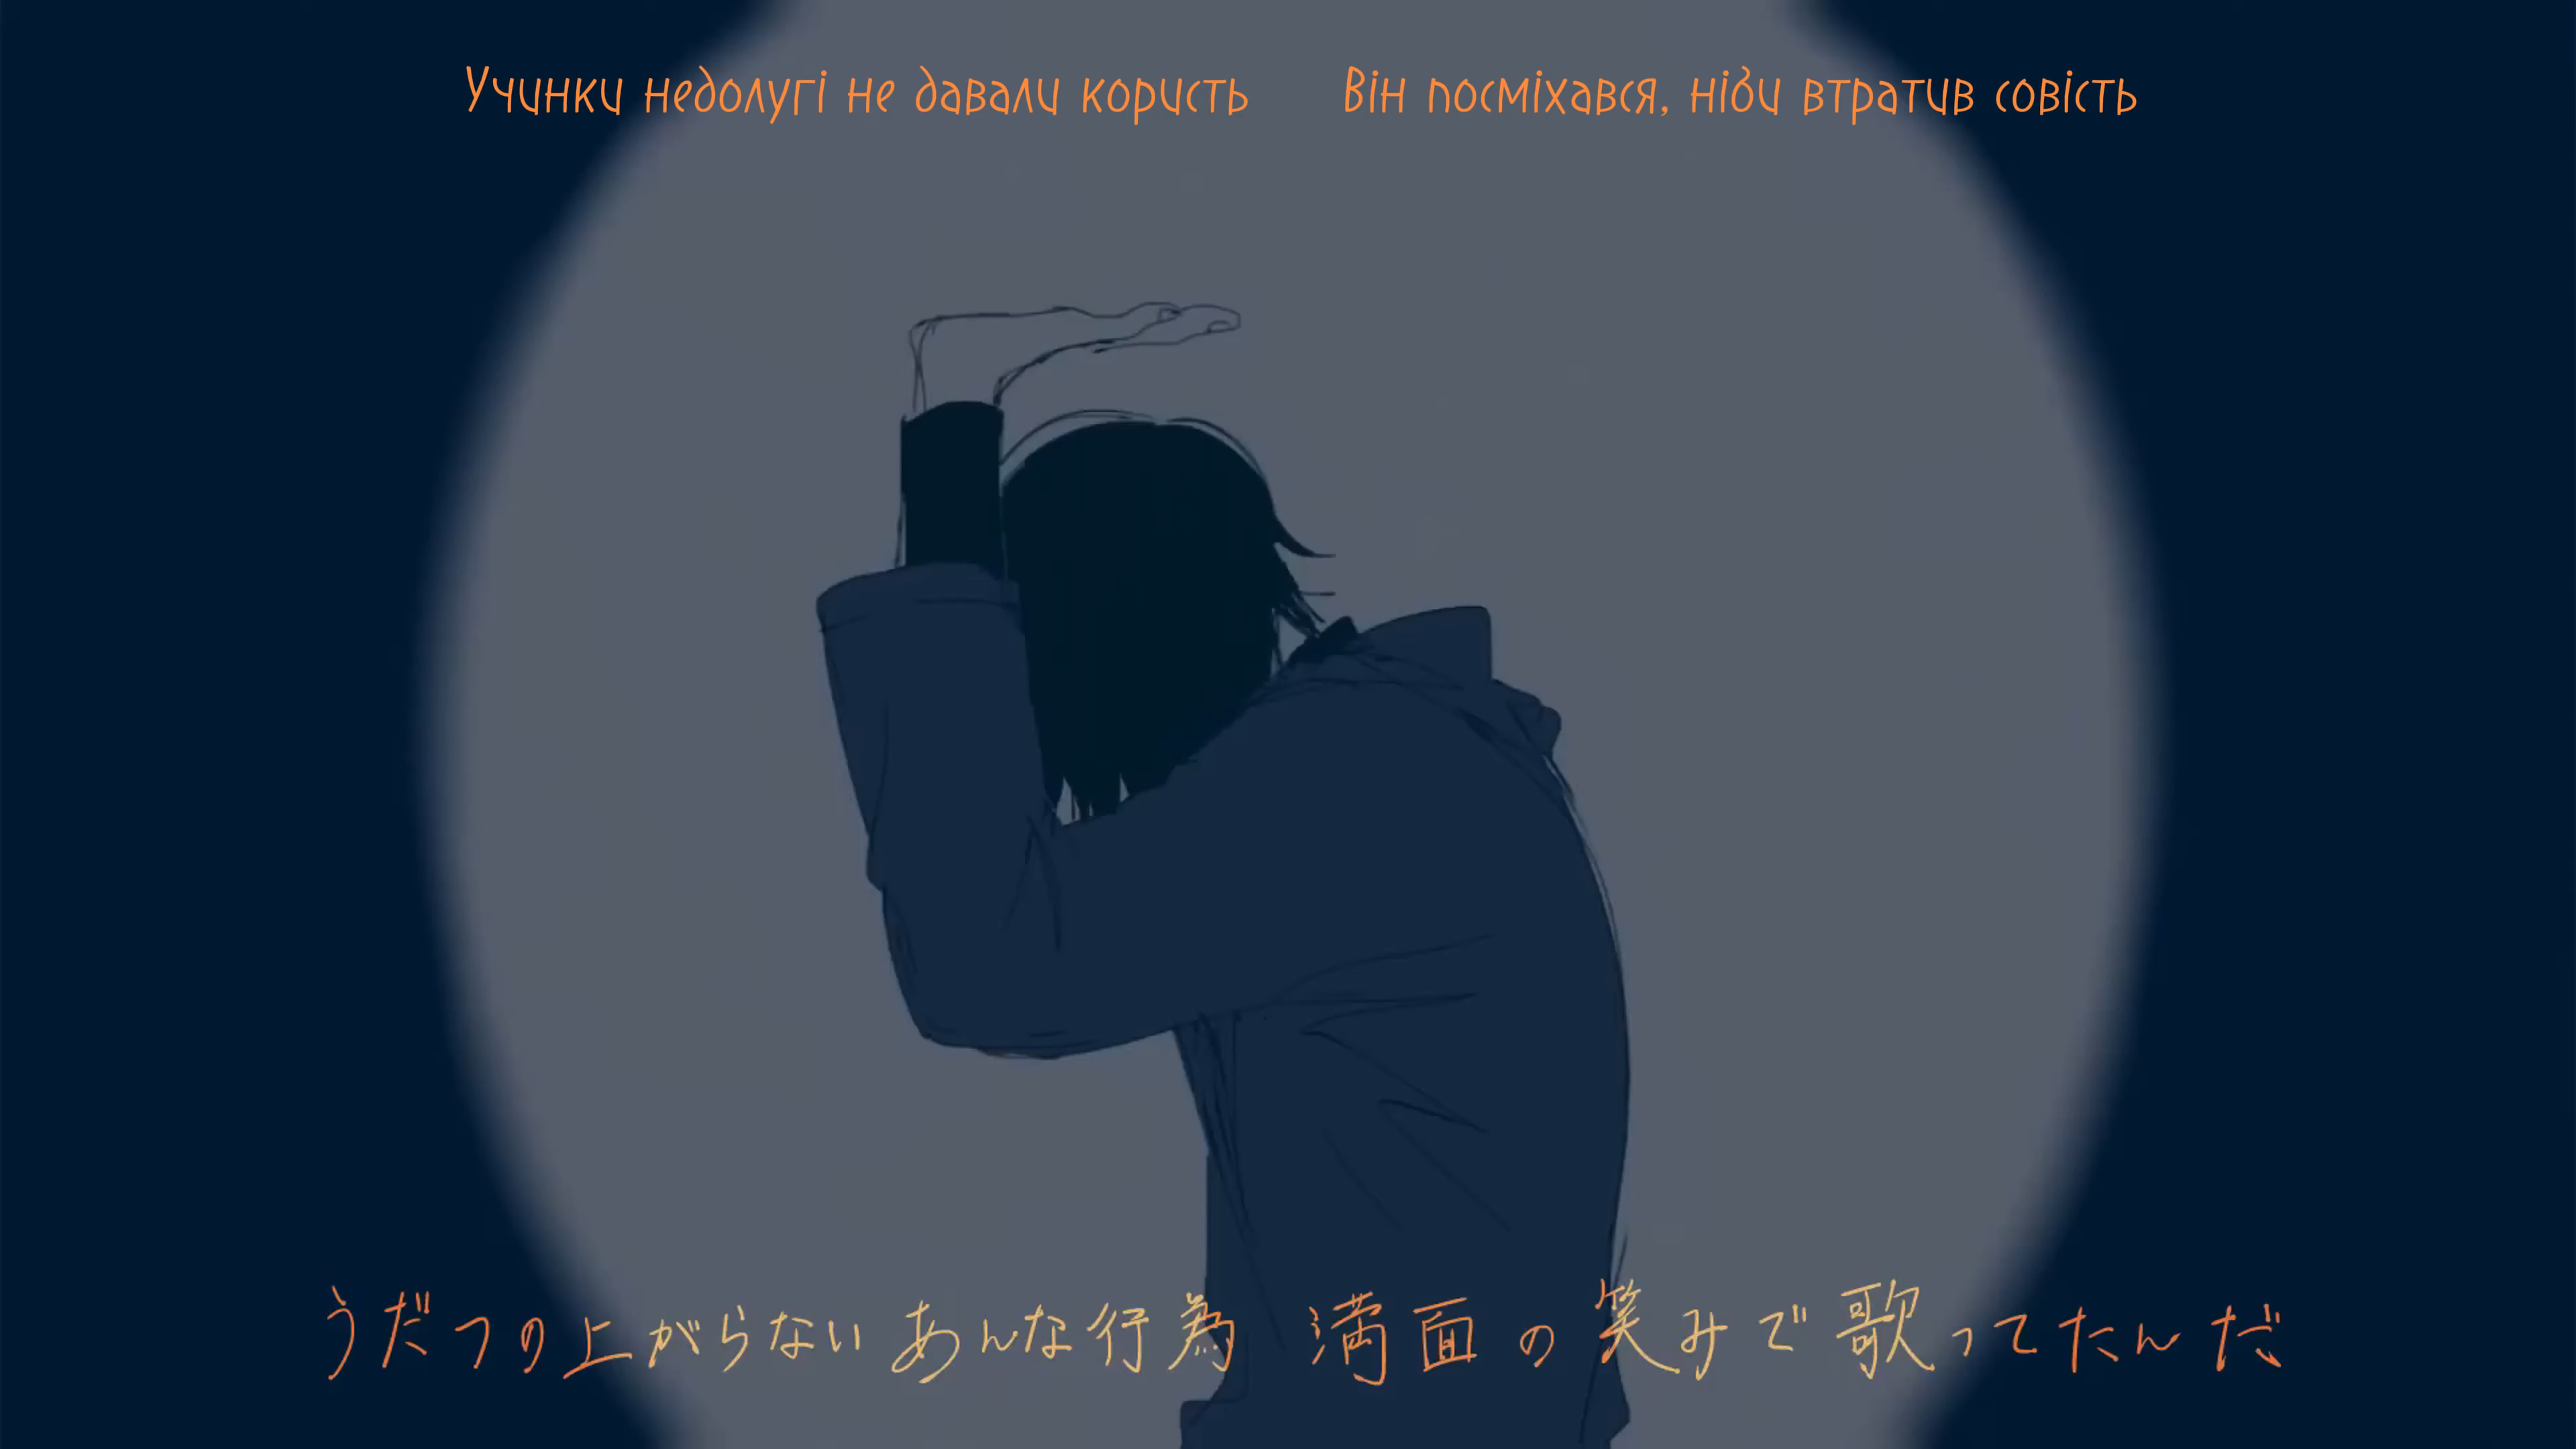 Учинки недолугі не давали користь Він посміхався, ніби втратив совість
うだつの上がらないあんな行為 満面の笑みで歌ってたんだ